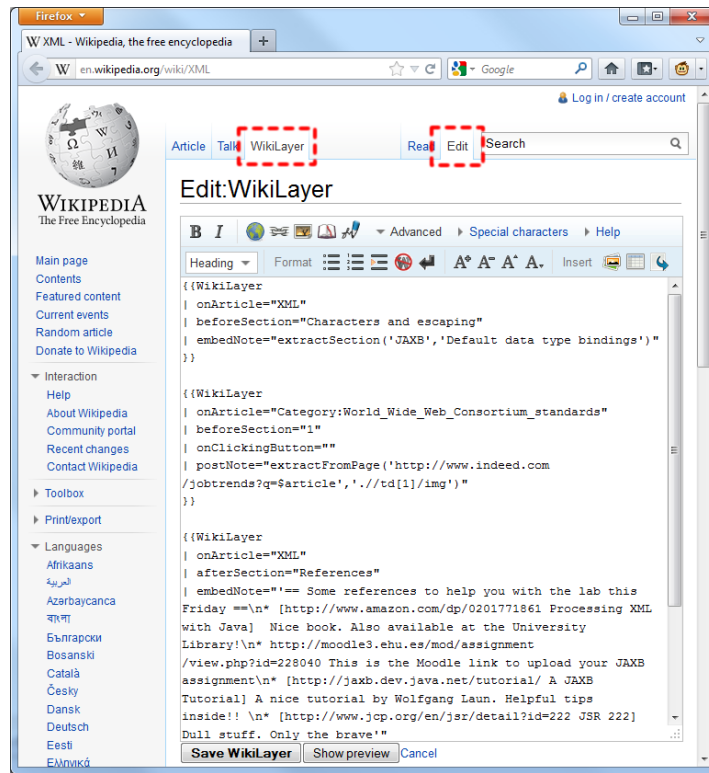 Firefox
W XML - Wikipedia, the free encyclopedia
W en.wikipedia.org/wiki/XML
Google
Log in / create account
Article Talk WikiLayer Read Edit Search
WIKIPEDIA
The Free Encyclopedia
Main page
Contents
Featured content
Current events
Random article
Donate to Wikipedia
Interaction
Help
About Wikipedia
Community portal
Recent changes
Contact Wikipedia
Toolbox
Print/export
Languages
Afrikaans
العربية
Azərbaycanca
বাংলা
Български
Bosanski
Català
Česky
Dansk
Deutsch
Eesti
Ελληνικά
Edit:WikiLayer
B I Advanced Special characters Help
Heading Format A A A A Insert
{{WikiLayer
| onArticle="XML"
| beforeSection="Characters and escaping"
| embedNote="extractSection('JAXB','Default data type bindings')"
}}
{{WikiLayer
| onArticle="Category:World_Wide_Web_Consortium_standards"
| beforeSection="1"
| onClickingButton=""
| postNote="extractFromPage('http://www.indeed.com
/jobtrends?q=$article','.//td[1]/img')"
}}
{{WikiLayer
| onArticle="XML"
| afterSection="References"
| embedNote="'== Some references to help you with the lab this
Friday ==\n* [http://www.amazon.com/dp/0201771861 Processing XML
with Java]  Nice book. Also available at the University
Library!\n* http://moodle3.ehu.es/mod/assignment
/view.php?id=228040 This is the Moodle link to upload your JAXB
assignment\n* [http://jaxb.dev.java.net/tutorial/ A JAXB
Tutorial] A nice tutorial by Wolfgang Laun. Helpful tips
inside!! \n* [http://www.jcp.org/en/jsr/detail?id=222 JSR 222]
Dull stuff. Only the brave'"
Save WikiLayer Show preview Cancel